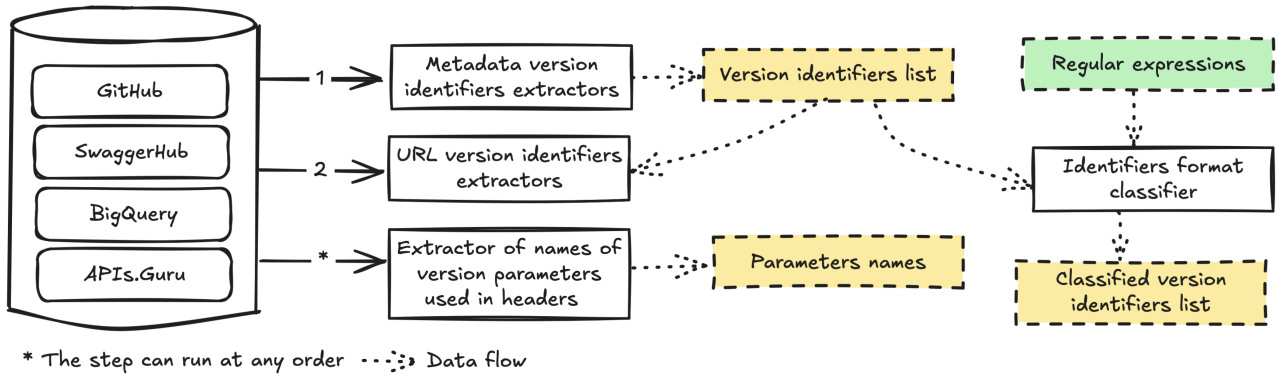 GitHub
SwaggerHub
BigQuery
APIs.Guru
1
2
*
Metadata version
identifiers extractors
URL version identifiers
extractors
Extractor of names of
version parameters
used in headers
Version identifiers list
Parameters names
Regular expressions
Identifiers format
classifier
Classified version
identifiers list
* The step can run at any order
Data flow